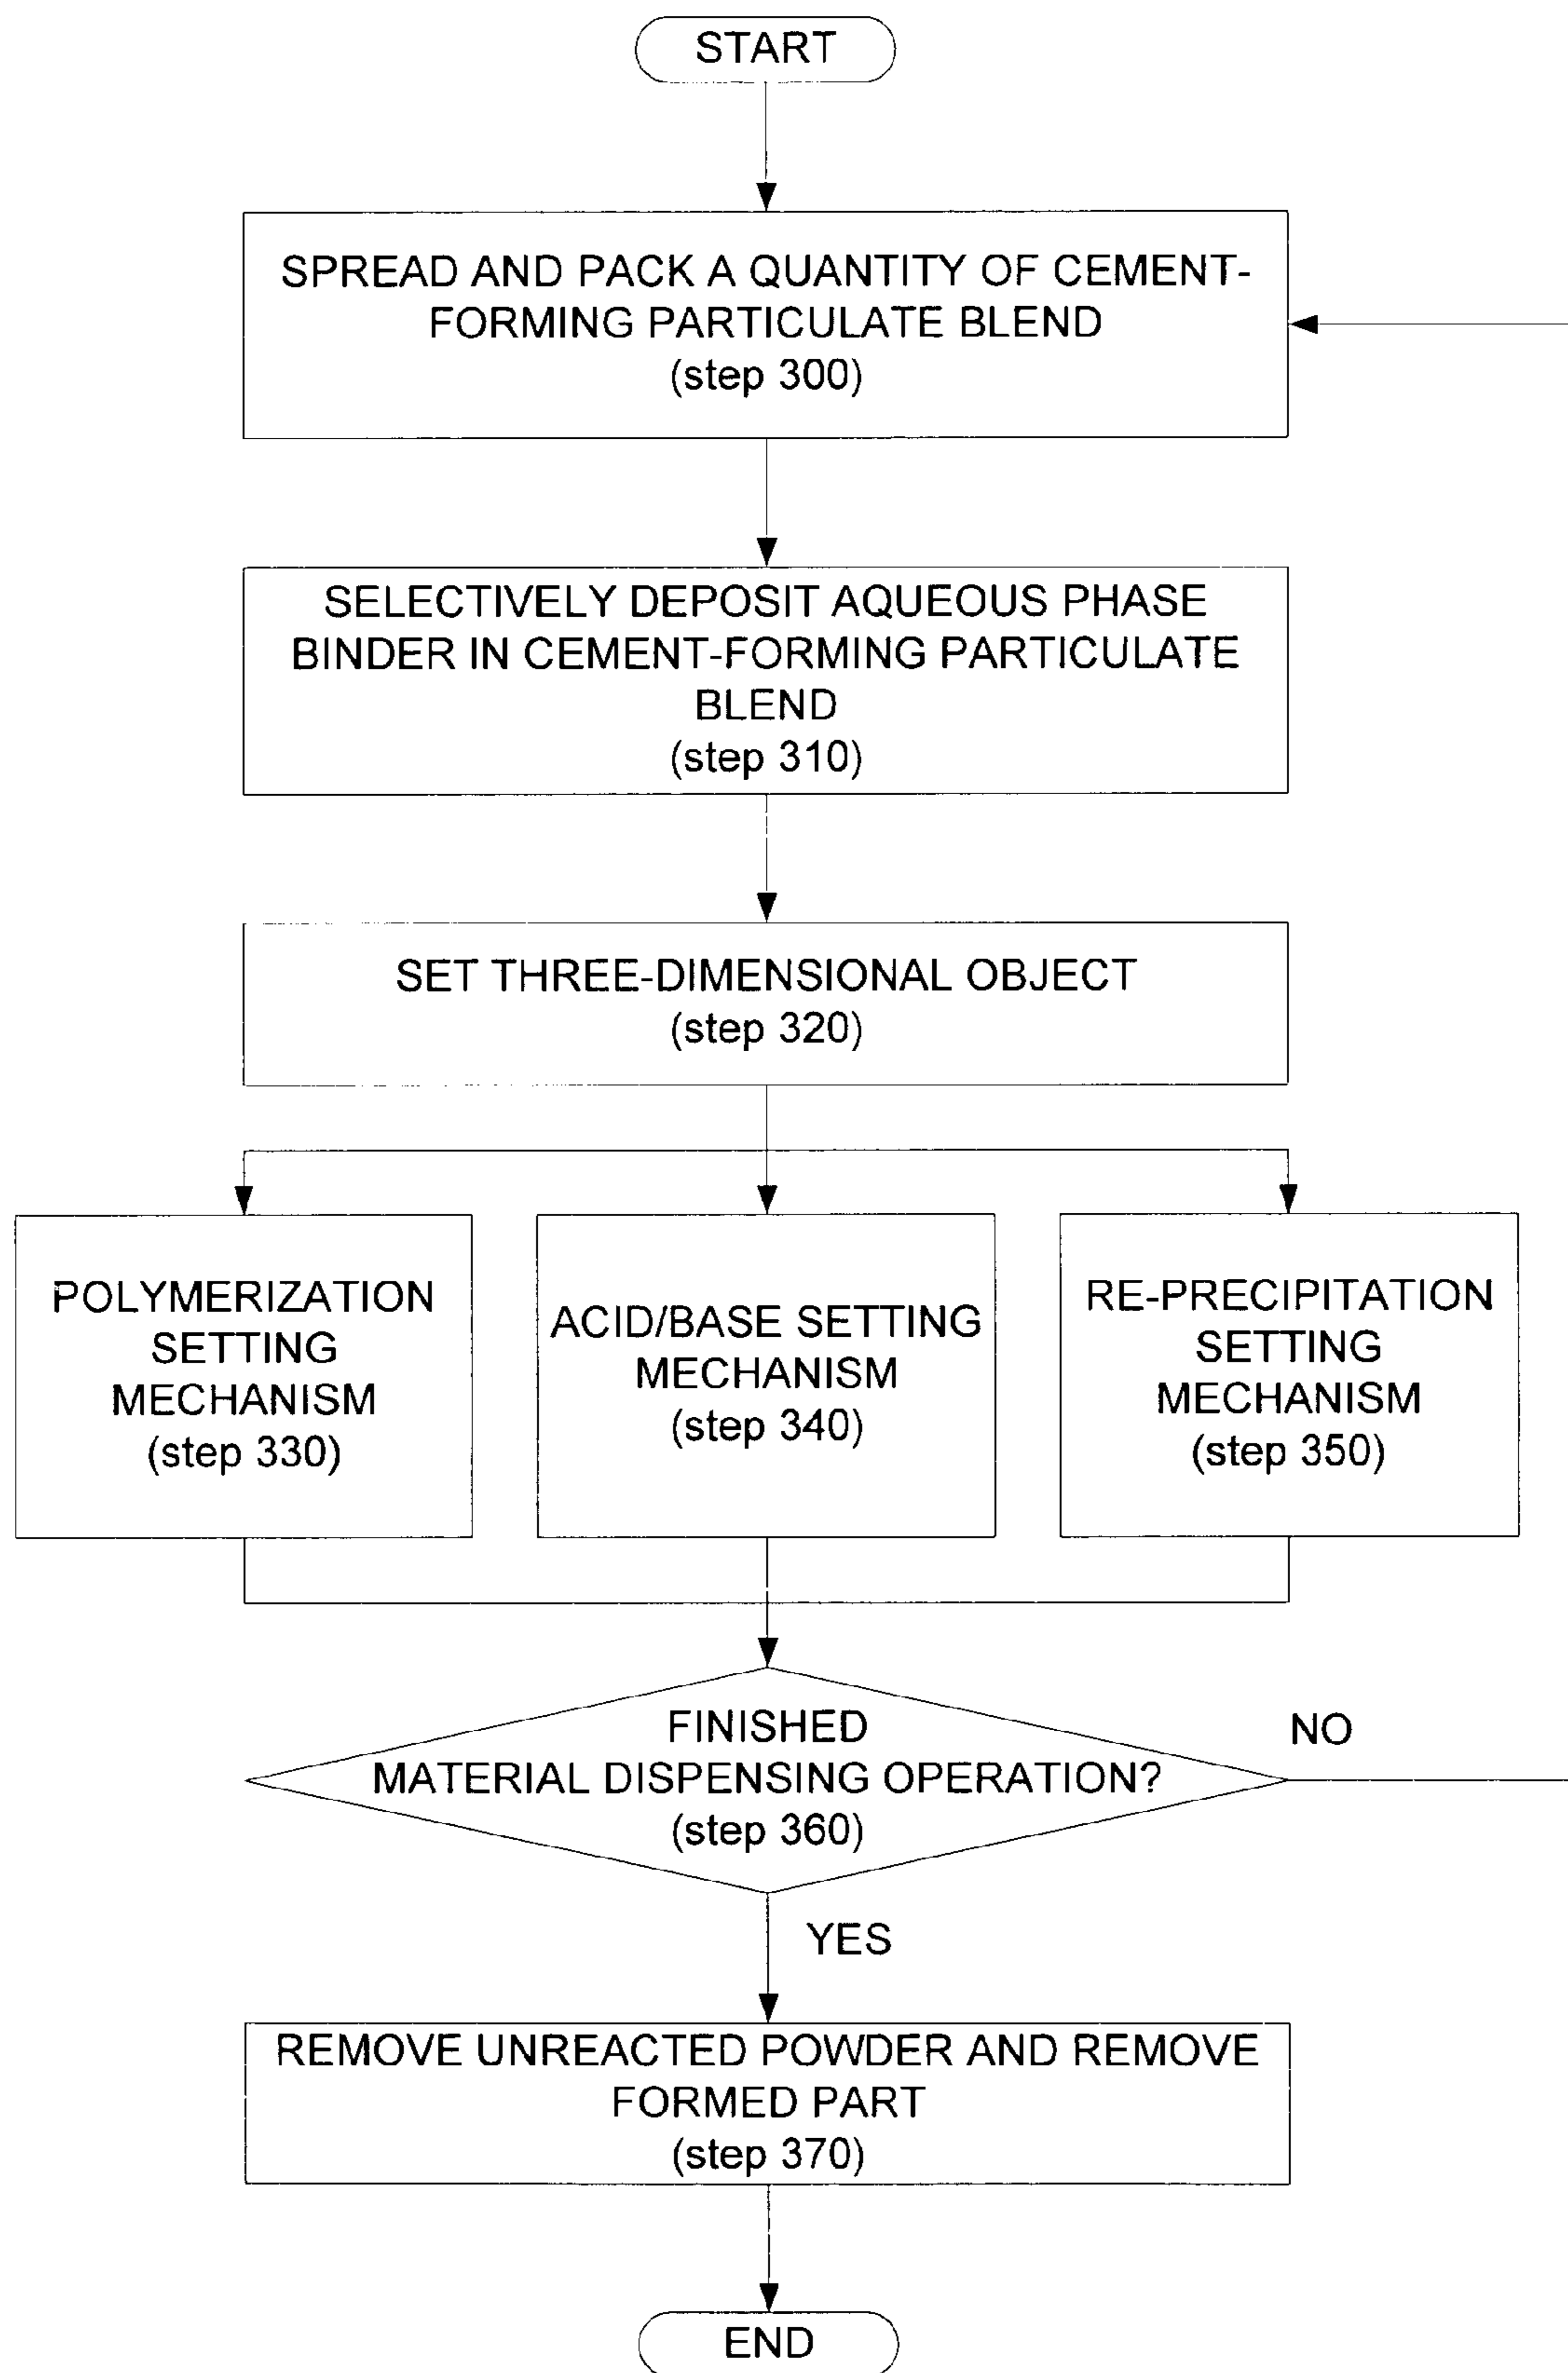 START
SPREAD AND PACK A QUANTITY OF CEMENT-
FORMING PARTICULATE BLEND
(step 300)
SELECTIVELY DEPOSIT AQUEOUS PHASE
BINDER IN CEMENT-FORMING PARTICULATE
BLEND
(step 310)
SET THREE-DIMENSIONAL OBJECT
(step 320)
POLYMERIZATION
SETTING
MECHANISM
(step 330)
ACID/BASE SETTING
MECHANISM
(step 340)
RE-PRECIPITATION
SETTING
MECHANISM
(step 350)
FINISHED
MATERIAL DISPENSING OPERATION?
(step 360)
NO
YES
REMOVE UNREACTED POWDER AND REMOVE
FORMED PART
(step 370)
END